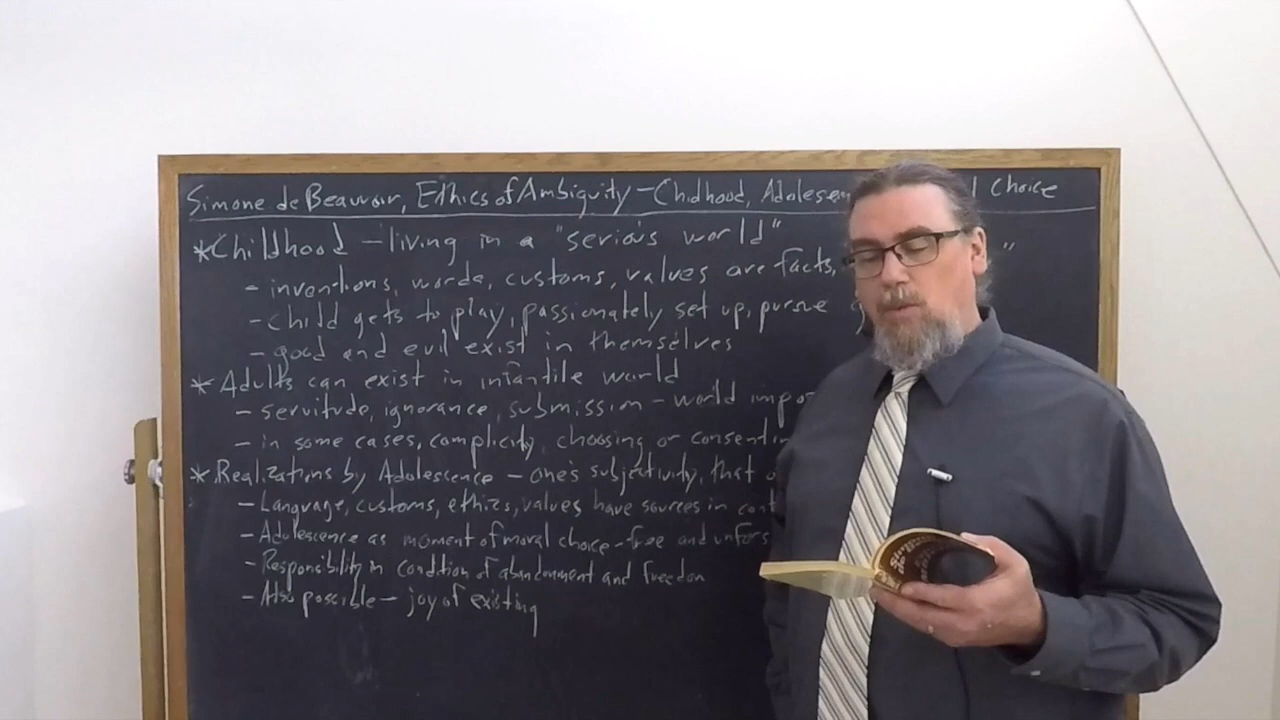 Simone de Beauvoir, Ethics of Ambiguity – Chidhood, Adolescen l Choice
* Childhood – living in a "serious world"
- inventions, words, customs, values are facts, "
- child gets to play, passionately set up, pursue
- good and evil exist in themselves
* Adults can exist in infantile world
- servitude, ignorance, submission – world impo
- in some cases, complicity, choosing or consentin
* Realizations by Adolescence – one's subjectivity, that o
- Language, customs, ethics, values have sources in
- Adolescence as moment of moral choice – free and unfors
- Responsibility in condition of abandonment and freedom
- Also possible – joy of existing